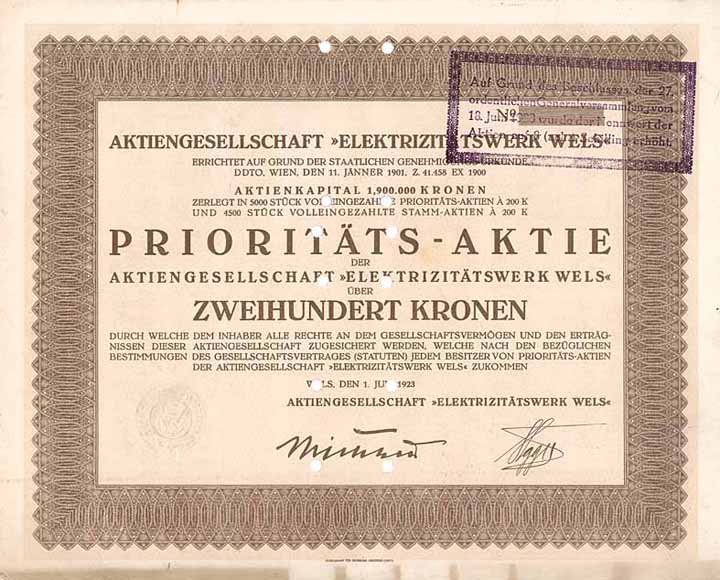 Auf Grund des Beschlusses der 27.
ordentlichen Generalversammlung vom
18. Juni wurde der Nennwert der
Aktien auf erhöht.
AKTIENGESELLSCHAFT »ELEKTRIZITÄTSWERK WELS«
ERRICHTET AUF GRUND DER STAATLICHEN GENEHMIGUNGSURKUNDE,
DDTO. WIEN, DEN 11. JÄNNER 1901. Z. 41.458 EX 1900
AKTIENKAPITAL 1,900.000 KRONEN
ZERLEGT IN 5000 STÜCK VOLLEINGEZAHLTE PRIORITÄTS-AKTIEN À 200 K
UND 4500 STÜCK VOLLEINGEZAHLTE STAMM-AKTIEN À 200 K
PRIORITÄTS-AKTIE
DER
AKTIENGESELLSCHAFT »ELEKTRIZITÄTSWERK WELS«
ÜBER
ZWEIHUNDERT KRONEN
DURCH WELCHE DEM INHABER ALLE RECHTE AN DEM GESELLSCHAFTSVERMÖGEN UND DEN ERTRÄG-
NISSEN DIESER AKTIENGESELLSCHAFT ZUGESICHERT WERDEN, WELCHE NACH DEN BEZÜGLICHEN
BESTIMMUNGEN DES GESELLSCHAFTSVERTRAGES (STATUTEN) JEDEM BESITZER VON PRIORITÄTS-AKTIEN
DER AKTIENGESELLSCHAFT »ELEKTRIZITÄTSWERK WELS« ZUKOMMEN
WELS, DEN 1. JULI 1923
AKTIENGESELLSCHAFT »ELEKTRIZITÄTSWERK WELS«